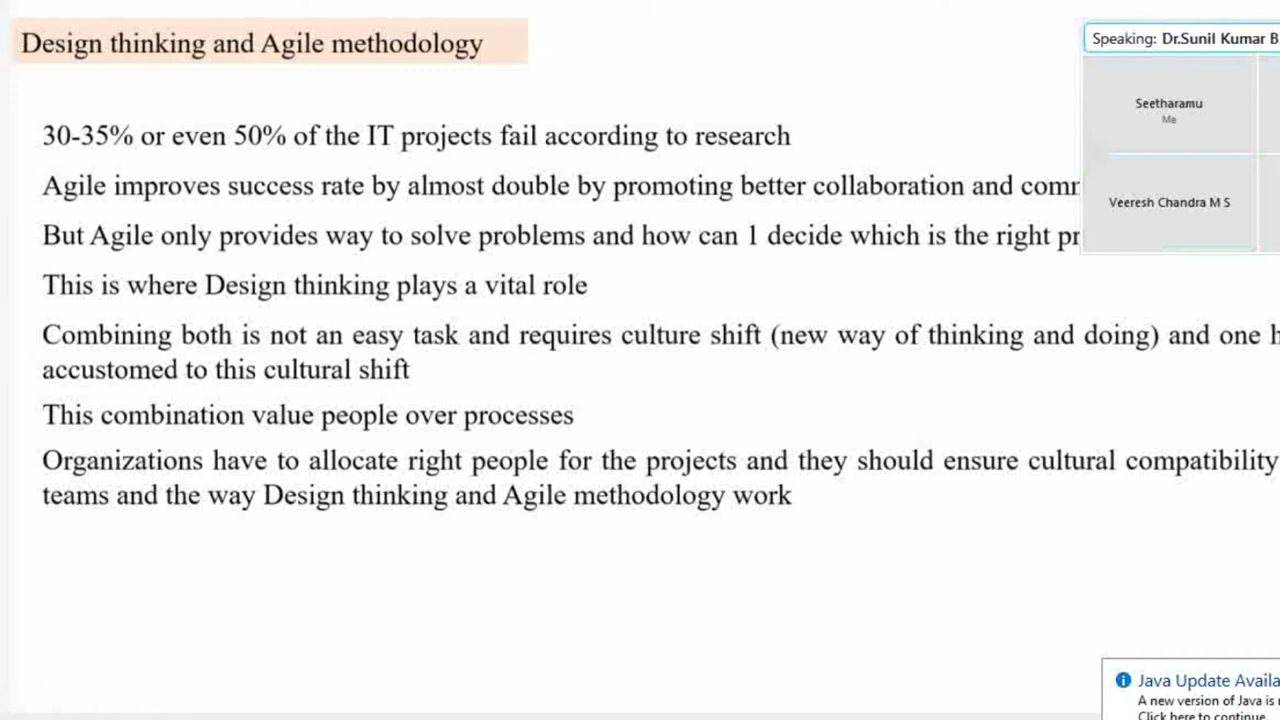 Design thinking and Agile methodology
Speaking: Dr.Sunil Kumar B
Seetharamu
Me
Veeresh Chandra M S
30-35% or even 50% of the IT projects fail according to research
Agile improves success rate by almost double by promoting better collaboration and
But Agile only provides way to solve problems and how can 1 decide which is the right
This is where Design thinking plays a vital role
Combining both is not an easy task and requires culture shift (new way of thinking and doing) and one
accustomed to this cultural shift
This combination value people over processes
Organizations have to allocate right people for the projects and they should ensure cultural compatibility
teams and the way Design thinking and Agile methodology work
Java Update
A new version of Java is
Click here to continue